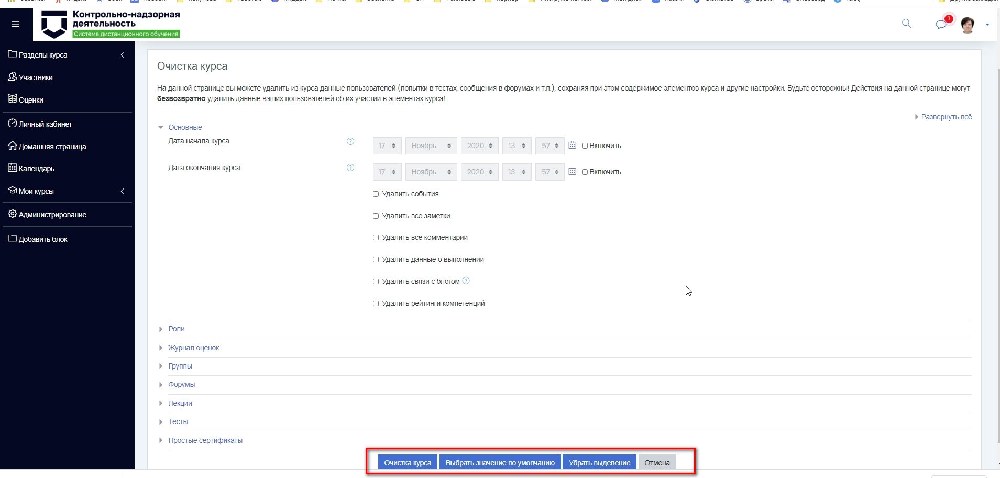 Контрольно-надзорная
деятельность
Система дистанционного обучения
1
Разделы курса
Участники
Оценки
Личный кабинет
Домашняя страница
Календарь
Мои курсы
Администрирование
Добавить блок
Очистка курса
На данной странице вы можете удалить из курса данные пользователей (попытки в тестах, сообщения в форумах и т.п.), сохраняя при этом содержимое элементов курса и другие настройки. Будьте осторожны! Действия на данной странице могут
безвозвратно удалить данные ваших пользователей об их участии в элементах курса!
Развернуть всё
Основные
Дата начала курса ? 17 Ноябрь 2020 13 57 Включить
Дата окончания курса ? 17 Ноябрь 2020 13 57 Включить
Удалить события
Удалить все заметки
Удалить все комментарии
Удалить данные о выполнении
Удалить связи с блогом ?
Удалить рейтинги компетенций
Роли
Журнал оценок
Группы
Форумы
Лекции
Тесты
Простые сертификаты
Очистка курса Выбрать значение по умолчанию Убрать выделение Отмена